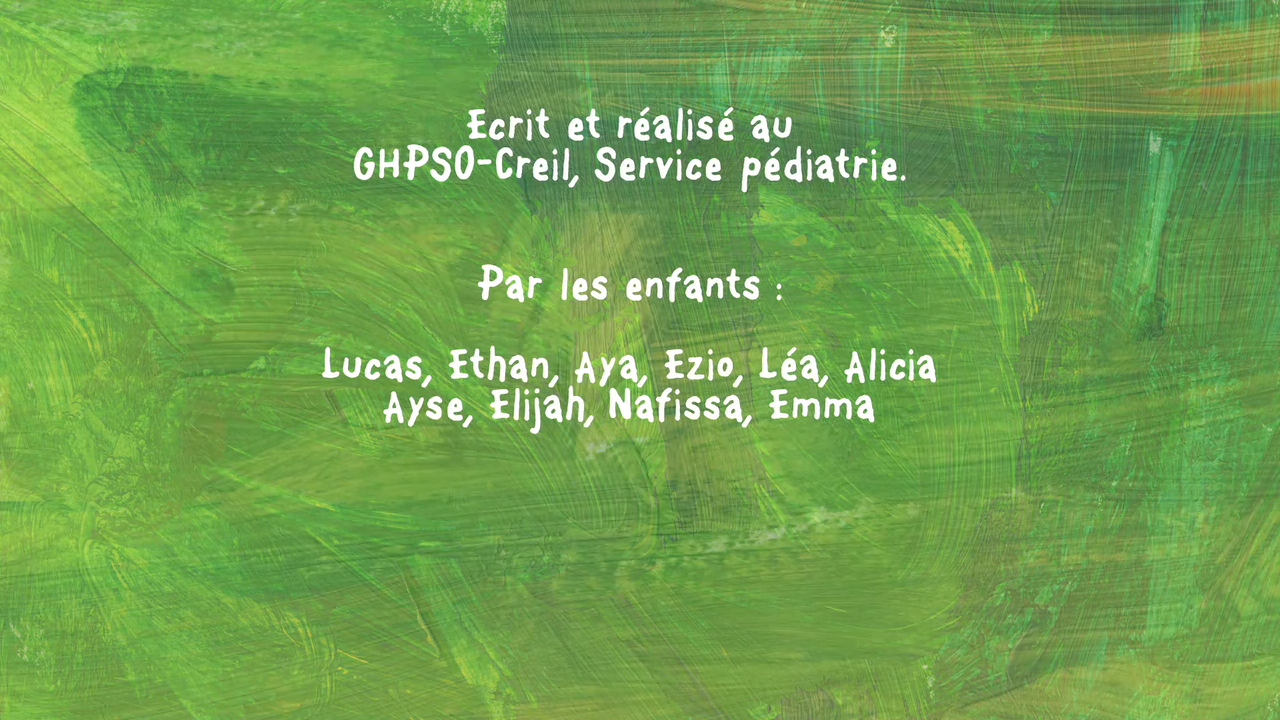 Ecrit et réalisé au
GHPSO-Creil, Service pédiatrie.
Par les enfants :
Lucas, Ethan, Aya, Ezio, Léa, Alicia
Ayse, Elijah, Nafissa, Emma